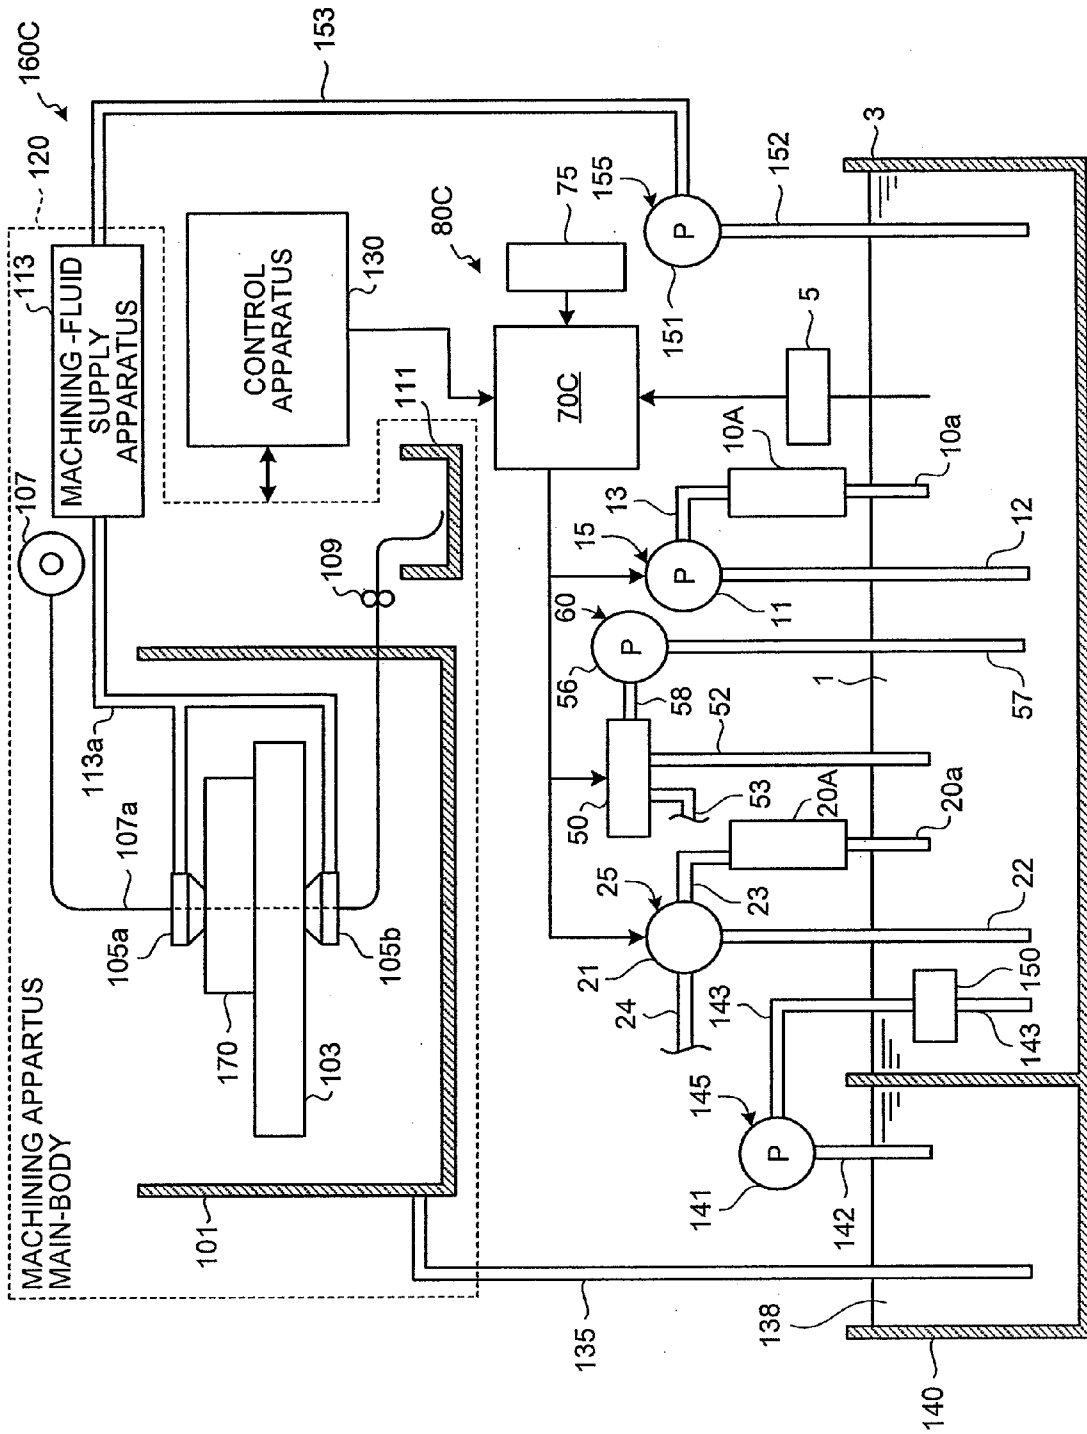 160C
120
MACHINING APPARTUS
MAIN-BODY
113
MACHINING-FLUID
SUPPLY
APPARATUS
107
107a
113a
105a
105b
170
103
101
109
111
CONTROL
APPARATUS
130
153
80C
75
70C
155
P
151
152
3
5
10A
10a
13
15
P
11
12
60
P
56
58
57
1
50
52
53
20A
20a
25
21
23
22
24
143
150
143
145
P
141
142
135
138
140